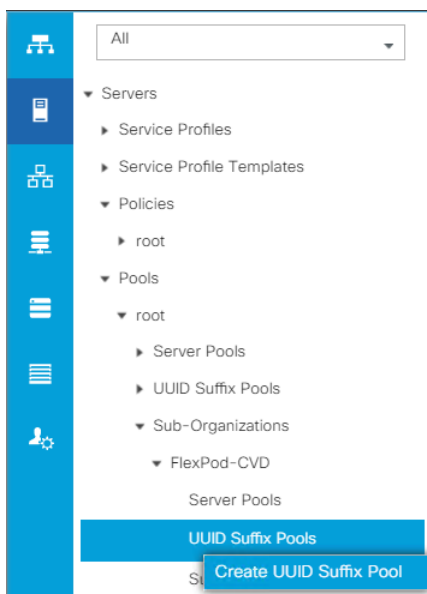 All
Servers
Service Profiles
Service Profile Templates
Policies
root
Pools
root
Server Pools
UUID Suffix Pools
Sub-Organizations
FlexPod-CVD
Server Pools
UUID Suffix Pools
Create UUID Suffix Pool